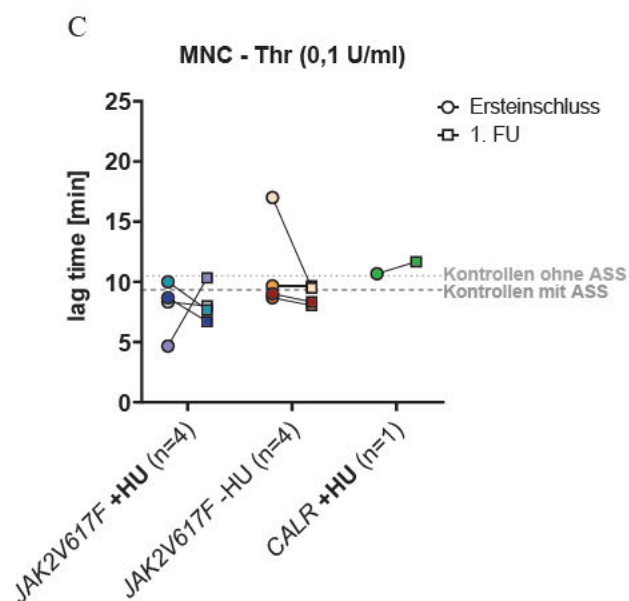 C
MNC - Thr (0,1 U/ml)
Ersteinschluss
1. FU
lag time [min]
25
20
15
10
5
0
Kontrollen ohne ASS
Kontrollen mit ASS
JAK2V617F +HU (n=4)
JAK2V617F -HU (n=4)
CALR +HU (n=1)